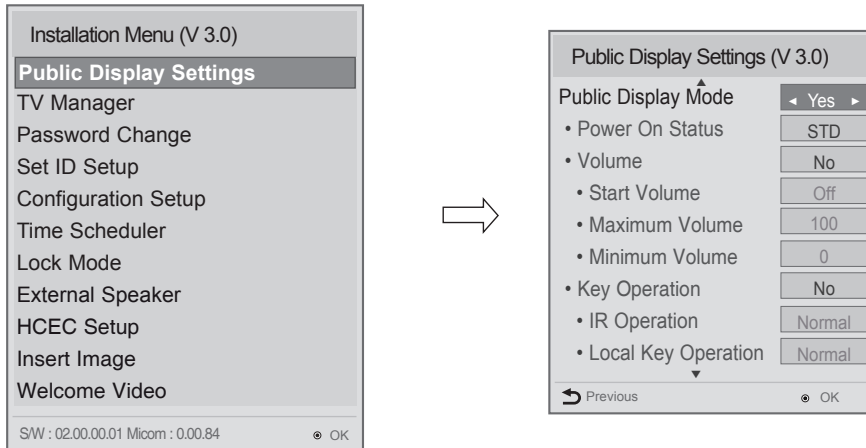 Installation Menu (V 3.0)
Public Display Settings
TV Manager
Password Change
Set ID Setup
Configuration Setup
Time Scheduler
Lock Mode
External Speaker
HCEC Setup
Insert Image
Welcome Video
S/W : 02.00.00.01 Micom : 0.00.84 ◉ OK
Public Display Settings (V 3.0)
Public Display Mode ◄ Yes ►
• Power On Status STD
• Volume No
• Start Volume Off
• Maximum Volume 100
• Minimum Volume 0
• Key Operation No
• IR Operation Normal
• Local Key Operation Normal
Previous ◉ OK